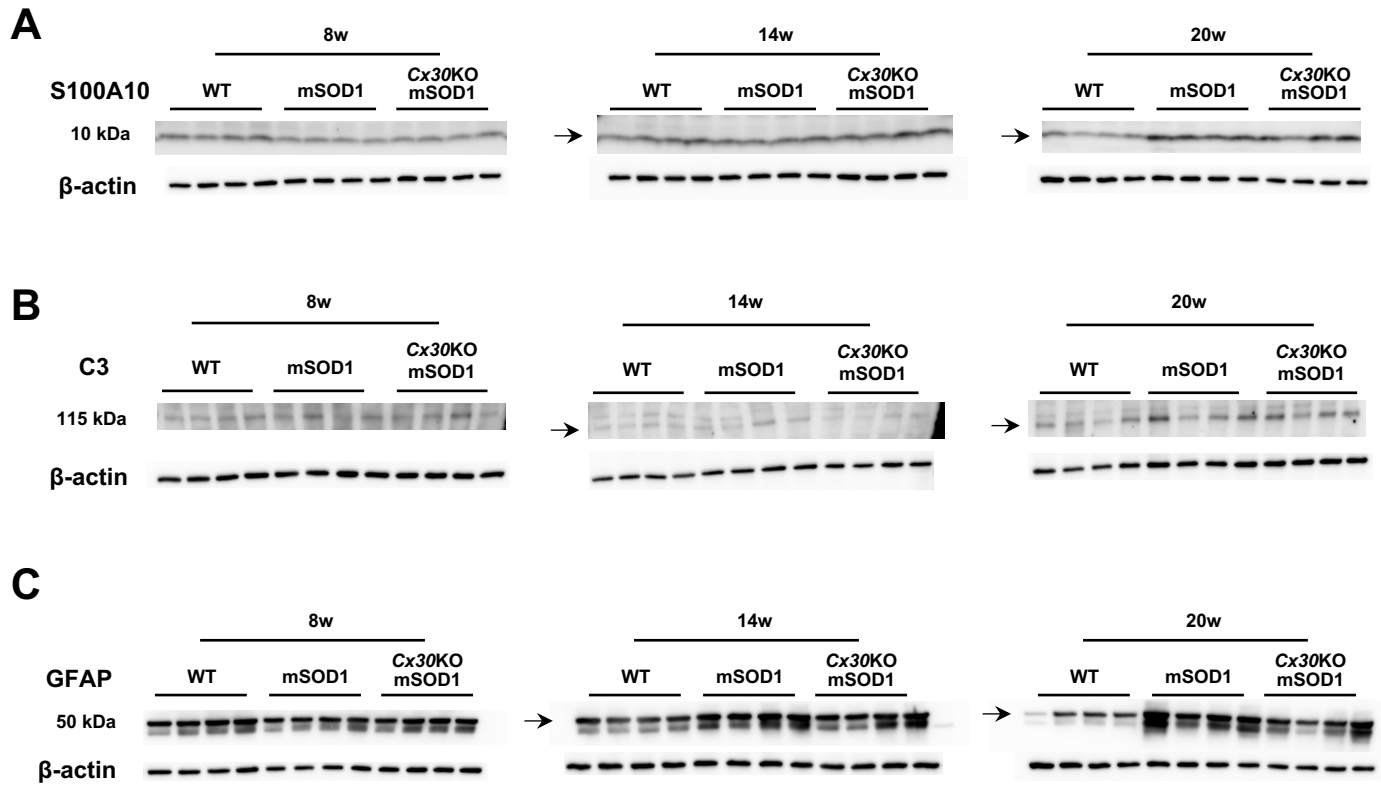 A
8w
14w
20w
S100A10
WT
mSOD1
Cx30KO
mSOD1
WT
mSOD1
Cx30KO
mSOD1
WT
mSOD1
Cx30KO
mSOD1
10 kDa
β-actin
B
8w
14w
20w
C3
WT
mSOD1
Cx30KO
mSOD1
WT
mSOD1
Cx30KO
mSOD1
WT
mSOD1
Cx30KO
mSOD1
115 kDa
β-actin
C
8w
14w
20w
GFAP
WT
mSOD1
Cx30KO
mSOD1
WT
mSOD1
Cx30KO
mSOD1
WT
mSOD1
Cx30KO
mSOD1
50 kDa
β-actin